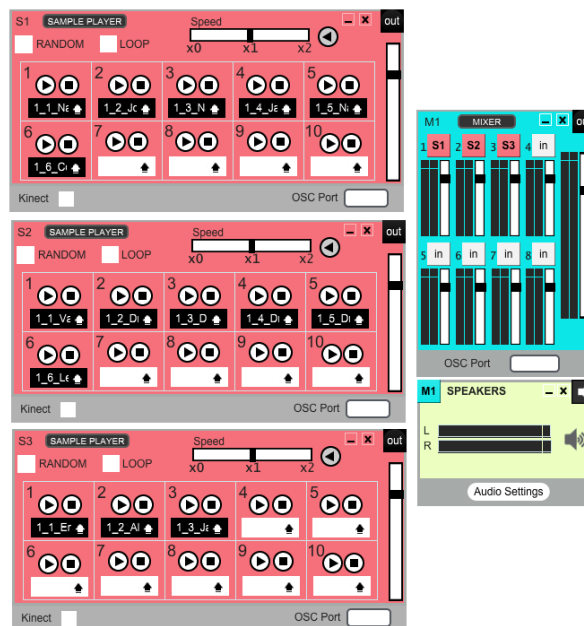 S1 SAMPLE PLAYER Speed out
RANDOM LOOP x0 x1 x2
1 2 3 4 5
1_1_Na 1_2_Jc 1_3_N 1_4_Ja 1_5_Na
6 7 8 9 10
1_6_C
Kinect OSC Port
S2 SAMPLE PLAYER Speed out
RANDOM LOOP x0 x1 x2
1 2 3 4 5
1_1_Va 1_2_Di 1_3_D 1_4_Di 1_5_Di
6 7 8 9 10
1_6_Le
Kinect OSC Port
S3 SAMPLE PLAYER Speed out
RANDOM LOOP x0 x1 x2
1 2 3 4 5
1_1_Er 1_2_Al 1_3_Ja
6 7 8 9 10
Kinect OSC Port
M1 MIXER
1 S1 2 S2 3 S3 4 in
5 in 6 in 7 in 8 in
OSC Port
M1 SPEAKERS
L
R
Audio Settings